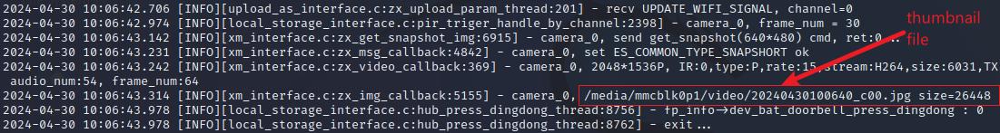 2024-04-30 10:06:42.706 [INFO][upload_as_interface.c:zx_upload_param_thread:201] - recv UPDATE_WIFI_SIGNAL, channel=0
thumbnail
file
2024-04-30 10:06:42.974 [INFO][local_storage_interface.c:pir_triger_handle_by_channel:2398] - camera_0, frame_num = 30
2024-04-30 10:06:43.142 [INFO][xm_interface.c:zx_get_snapshot_img:6915] - camera_0, send get_snapshot(640*480) cmd, ret:0...
2024-04-30 10:06:43.231 [INFO][xm_interface.c:zx_msg_callback:4842] - camera_0, set ES_COMMON_TYPE_SNAPSHORT ok
2024-04-30 10:06:43.242 [INFO][xm_interface.c:zx_video_callback:369] - camera_0, 2048*1536P, IR:0,type:P,rate:15,stream:H264,size:6031,TX
audio_num:54, frame_num:64
2024-04-30 10:06:43.314 [INFO][xm_interface.c:zx_img_callback:5155] - camera_0, /media/mmcblk0p1/video/20240430100640_c00.jpg size=26448
2024-04-30 10:06:43.978 [INFO][local_storage_interface.c:hub_press_dingdong_thread:8756] - fp_info→dev_bat_doorbell_press_dingdong : 0
2024-04-30 10:06:43.978 [INFO][local_storage_interface.c:hub_press_dingdong_thread:8762] - exit...